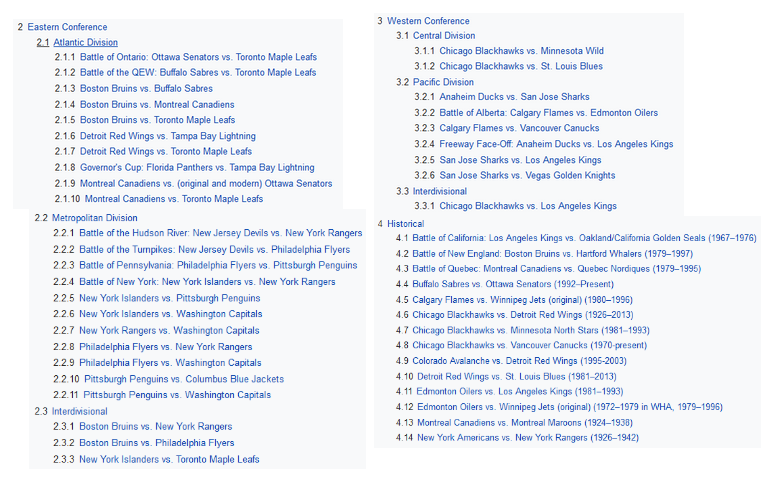 2 Eastern Conference
2.1 Atlantic Division
2.1.1 Battle of Ontario: Ottawa Senators vs. Toronto Maple Leafs
2.1.2 Battle of the QEW: Buffalo Sabres vs. Toronto Maple Leafs
2.1.3 Boston Bruins vs. Buffalo Sabres
2.1.4 Boston Bruins vs. Montreal Canadiens
2.1.5 Boston Bruins vs. Toronto Maple Leafs
2.1.6 Detroit Red Wings vs. Tampa Bay Lightning
2.1.7 Detroit Red Wings vs. Toronto Maple Leafs
2.1.8 Governor's Cup: Florida Panthers vs. Tampa Bay Lightning
2.1.9 Montreal Canadiens vs. (original and modern) Ottawa Senators
2.1.10 Montreal Canadiens vs. Toronto Maple Leafs
2.2 Metropolitan Division
2.2.1 Battle of the Hudson River: New Jersey Devils vs. New York Rangers
2.2.2 Battle of the Turnpikes: New Jersey Devils vs. Philadelphia Flyers
2.2.3 Battle of Pennsylvania: Philadelphia Flyers vs. Pittsburgh Penguins
2.2.4 Battle of New York: New York Islanders vs. New York Rangers
2.2.5 New York Islanders vs. Pittsburgh Penguins
2.2.6 New York Islanders vs. Washington Capitals
2.2.7 New York Rangers vs. Washington Capitals
2.2.8 Philadelphia Flyers vs. New York Rangers
2.2.9 Philadelphia Flyers vs. Washington Capitals
2.2.10 Pittsburgh Penguins vs. Columbus Blue Jackets
2.2.11 Pittsburgh Penguins vs. Washington Capitals
2.3 Interdivisional
2.3.1 Boston Bruins vs. New York Rangers
2.3.2 Boston Bruins vs. Philadelphia Flyers
2.3.3 New York Islanders vs. Toronto Maple Leafs
3 Western Conference
3.1 Central Division
3.1.1 Chicago Blackhawks vs. Minnesota Wild
3.1.2 Chicago Blackhawks vs. St. Louis Blues
3.2 Pacific Division
3.2.1 Anaheim Ducks vs. San Jose Sharks
3.2.2 Battle of Alberta: Calgary Flames vs. Edmonton Oilers
3.2.3 Calgary Flames vs. Vancouver Canucks
3.2.4 Freeway Face-Off: Anaheim Ducks vs. Los Angeles Kings
3.2.5 San Jose Sharks vs. Los Angeles Kings
3.2.6 San Jose Sharks vs. Vegas Golden Knights
3.3 Interdivisional
3.3.1 Chicago Blackhawks vs. Los Angeles Kings
4 Historical
4.1 Battle of California: Los Angeles Kings vs. Oakland/California Golden Seals (1967–1976)
4.2 Battle of New England: Boston Bruins vs. Hartford Whalers (1979–1997)
4.3 Battle of Quebec: Montreal Canadiens vs. Quebec Nordiques (1979–1995)
4.4 Buffalo Sabres vs. Ottawa Senators (1992–Present)
4.5 Calgary Flames vs. Winnipeg Jets (original) (1980–1996)
4.6 Chicago Blackhawks vs. Detroit Red Wings (1926–2013)
4.7 Chicago Blackhawks vs. Minnesota North Stars (1981–1993)
4.8 Chicago Blackhawks vs. Vancouver Canucks (1970-present)
4.9 Colorado Avalanche vs. Detroit Red Wings (1995-2003)
4.10 Detroit Red Wings vs. St. Louis Blues (1981–2013)
4.11 Edmonton Oilers vs. Los Angeles Kings (1981–1993)
4.12 Edmonton Oilers vs. Winnipeg Jets (original) (1972–1979 in WHA, 1979–1996)
4.13 Montreal Canadiens vs. Montreal Maroons (1924–1938)
4.14 New York Americans vs. New York Rangers (1926–1942)